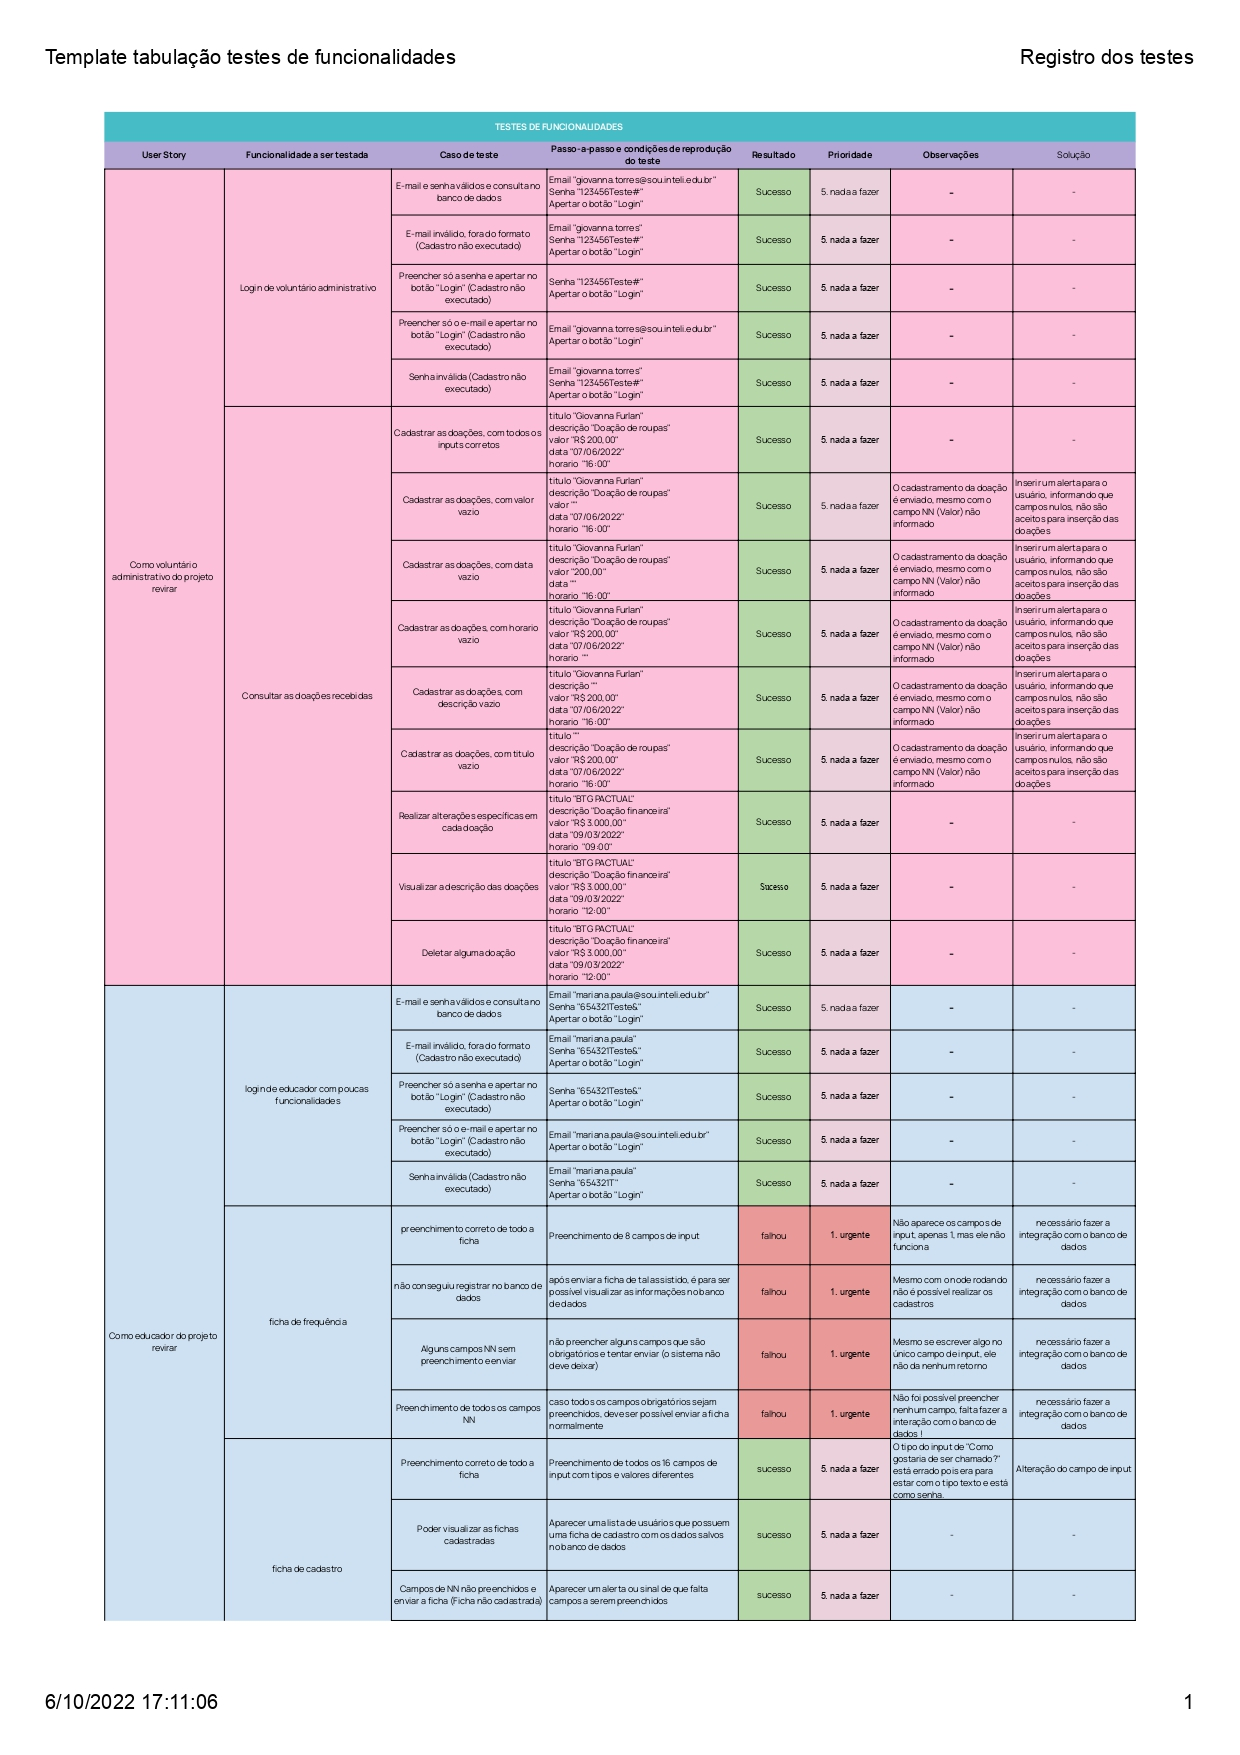 Template tabulação testes de funcionalidades
Registro dos testes
TESTES DE FUNCIONALIDADES
User Story
Funcionalidade a ser testada
Caso de teste
Passo-a-passo e condições de reprodução
do teste
Resultado
Prioridade
Observações
Solução
Como voluntário
administrativo do projeto
revirar
Login de voluntário administrativo
E-mail e senha válidos e consulta no
banco de dados
Email "giovanna.torres@sou.inteli.edu.br"
Senha "123456Teste#"
Apertar o botão "Login"
Sucesso
5. nada a fazer
-
-
E-mail inválido, fora do formato
(Cadastro não executado)
Email "giovanna.torres"
Senha "123456Teste#"
Apertar o botão "Login"
Sucesso
5. nada a fazer
-
-
Preencher só a senha e apertar no
botão "Login" (Cadastro não
executado)
Senha "123456Teste#"
Apertar o botão "Login"
Sucesso
5. nada a fazer
-
-
Preencher só o e-mail e apertar no
botão "Login" (Cadastro não
executado)
Email "giovanna.torres@sou.inteli.edu.br"
Apertar o botão "Login"
Sucesso
5. nada a fazer
-
-
Senha inválida (Cadastro não
executado)
Email "giovanna.torres"
Senha "123456Teste#"
Apertar o botão "Login"
Sucesso
5. nada a fazer
-
-
Consultar as doações recebidas
Cadastrar as doações, com todos os
inputs corretos
titulo "Giovanna Furlan"
descrição "Doação de roupas"
valor "R$ 200,00"
data "07/06/2022"
horario "16:00"
Sucesso
5. nada a fazer
-
-
Cadastrar as doações, com valor
vazio
titulo "Giovanna Furlan"
descrição "Doação de roupas"
valor ""
data "07/06/2022"
horario "16:00"
Sucesso
5. nada a fazer
O cadastramento da doação
é enviado, mesmo com o
campo NN (Valor) não
informado
Inserir um alerta para o
usuário, informando que
campos nulos, não são
aceitos para inserção das
doações
Cadastrar as doações, com data
vazio
titulo "Giovanna Furlan"
descrição "Doação de roupas"
valor "200,00"
data ""
horario "16:00"
Sucesso
5. nada a fazer
O cadastramento da doação
é enviado, mesmo com o
campo NN (Valor) não
informado
Inserir um alerta para o
usuário, informando que
campos nulos, não são
aceitos para inserção das
doações
Cadastrar as doações, com horario
vazio
titulo "Giovanna Furlan"
descrição "Doação de roupas"
valor "R$ 200,00"
data "07/06/2022"
horario ""
Sucesso
5. nada a fazer
O cadastramento da doação
é enviado, mesmo com o
campo NN (Valor) não
informado
Inserir um alerta para o
usuário, informando que
campos nulos, não são
aceitos para inserção das
doações
Cadastrar as doações, com
descrição vazio
titulo "Giovanna Furlan"
descrição ""
valor "R$ 200,00"
data "07/06/2022"
horario "16:00"
Sucesso
5. nada a fazer
O cadastramento da doação
é enviado, mesmo com o
campo NN (Valor) não
informado
Inserir um alerta para o
usuário, informando que
campos nulos, não são
aceitos para inserção das
doações
Cadastrar as doações, com titulo
vazio
titulo ""
descrição "Doação de roupas"
valor "R$ 200,00"
data "07/06/2022"
horario "16:00"
Sucesso
5. nada a fazer
O cadastramento da doação
é enviado, mesmo com o
campo NN (Valor) não
informado
Inserir um alerta para o
usuário, informando que
campos nulos, não são
aceitos para inserção das
doações
Realizar alterações específicas em
cada doação
titulo "BTG PACTUAL"
descrição "Doação financeira"
valor "R$ 3.000,00"
data "09/03/2022"
horario "09:00"
Sucesso
5. nada a fazer
-
-
Visualizar a descrição das doações
titulo "BTG PACTUAL"
descrição "Doação financeira"
valor "R$ 3.000,00"
data "09/03/2022"
horario "12:00"
Sucesso
5. nada a fazer
-
-
Deletar alguma doação
titulo "BTG PACTUAL"
descrição "Doação financeira"
valor "R$ 3.000,00"
data "09/03/2022"
horario "12:00"
Sucesso
5. nada a fazer
-
-
Como educador do projeto
revirar
login de educador com poucas
funcionalidades
E-mail e senha válidos e consulta no
banco de dados
Email "mariana.paula@sou.inteli.edu.br"
Senha "654321Teste&"
Apertar o botão "Login"
Sucesso
5. nada a fazer
-
-
E-mail inválido, fora do formato
(Cadastro não executado)
Email "mariana.paula"
Senha "654321Teste&"
Apertar o botão "Login"
Sucesso
5. nada a fazer
-
-
Preencher só a senha e apertar no
botão "Login" (Cadastro não
executado)
Senha "654321Teste&"
Apertar o botão "Login"
Sucesso
5. nada a fazer
-
-
Preencher só o e-mail e apertar no
botão "Login" (Cadastro não
executado)
Email "mariana.paula@sou.inteli.edu.br"
Apertar o botão "Login"
Sucesso
5. nada a fazer
-
-
Senha inválida (Cadastro não
executado)
Email "mariana.paula"
Senha "654321T"
Apertar o botão "Login"
Sucesso
5. nada a fazer
-
-
ficha de frequência
preenchimento correto de todo a
ficha
Preenchimento de 8 campos de input
falhou
1. urgente
Não aparece os campos de
input, apenas 1, mas ele não
funciona
necessário fazer a
integração com o banco de
dados
não conseguiu registrar no banco de
dados
após enviar a ficha de tal assistido, é para ser
possível visualizar as informações no banco
de dados
falhou
1. urgente
Mesmo com o node rodando
não é possível realizar os
cadastros
necessário fazer a
integração com o banco de
dados
Alguns campos NN sem
preenchimento e enviar
não preencher alguns campos que são
obrigatórios e tentar enviar (o sistema não
deve deixar)
falhou
1. urgente
Mesmo se escrever algo no
único campo de input, ele
não da nenhum retorno
necessário fazer a
integração com o banco de
dados
Preenchimento de todos os campos
NN
caso todos os campos obrigatórios sejam
preenchidos, deve ser possível enviar a ficha
normalmente
falhou
1. urgente
Não foi possível preencher
nenhum campo, falta fazer a
interação com o banco de
dados !
necessário fazer a
integração com o banco de
dados
ficha de cadastro
Preenchimento correto de todo a
ficha
Preenchimento de todos os 16 campos de
input com tipos e valores diferentes
sucesso
5. nada a fazer
O tipo do input de "Como
gostaria de ser chamado?"
está errado pois era para
estar com o tipo texto e está
como senha.
Alteração do campo de input
Poder visualizar as fichas
cadastradas
Aparecer uma lista de usuários que possuem
uma ficha de cadastro com os dados salvos
no banco de dados
sucesso
5. nada a fazer
-
-
Campos de NN não preenchidos e
enviar a ficha (Ficha não cadastrada)
Aparecer um alerta ou sinal de que falta
campos a serem preenchidos
sucesso
5. nada a fazer
-
-
6/10/2022 17:11:06
1